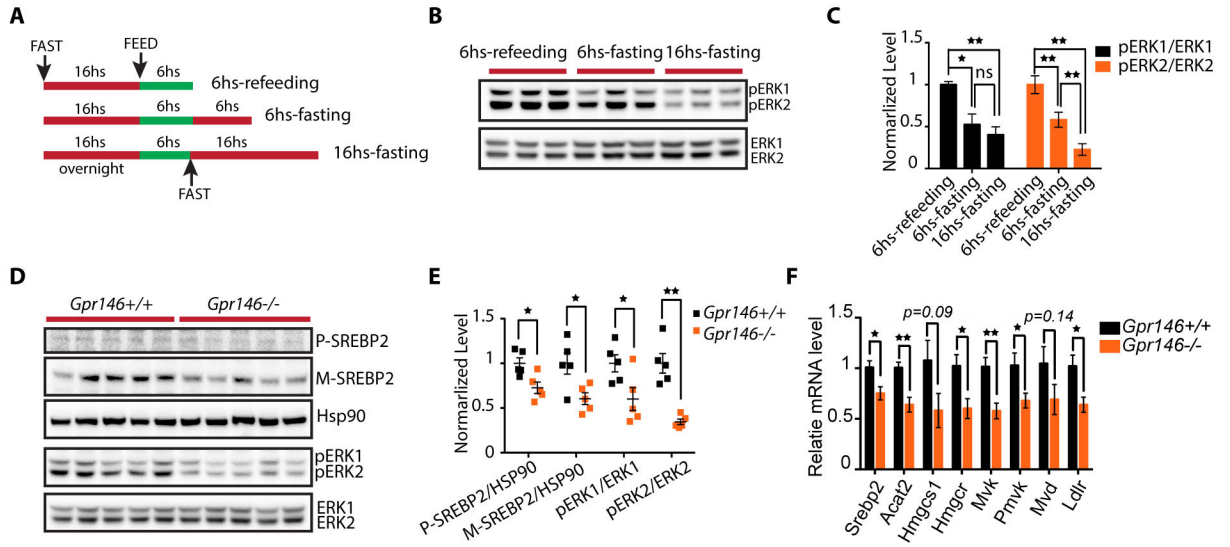 A
FAST
FEED
16hs
6hs
6hs-refeeding
16hs
6hs
6hs
6hs-fasting
16hs
6hs
16hs
16hs-fasting
overnight
FAST
B
6hs-refeeding 6hs-fasting 16hs-fasting
pERK1
pERK2
ERK1
ERK2
C
Normarlized Level
1.5
1
0.5
0
★★
★
ns
★★
★★
★★
pERK1/ERK1
pERK2/ERK2
6hs-refeeding
6hs-fasting
16hs-fasting
6hs-refeeding
6hs-fasting
16hs-fasting
D
Gpr146+/+ Gpr146-/-
P-SREBP2
M-SREBP2
Hsp90
pERK1
pERK2
ERK1
ERK2
E
Normarlized Level
1.5
1
0.5
0
★
★
★
★★
Gpr146+/+
Gpr146-/-
P-SREBP2/HSP90
M-SREBP2/HSP90
pERK1/ERK1
pERK2/ERK2
F
Relatie mRNA level
1.5
1
0.5
0
★
★★
p=0.09
★
★★
★
p=0.14
★
Gpr146+/+
Gpr146-/-
Srebp2
Acat2
Hmgcs1
Hmgcr
Mvk
Pmvk
Mvd
Ldlr